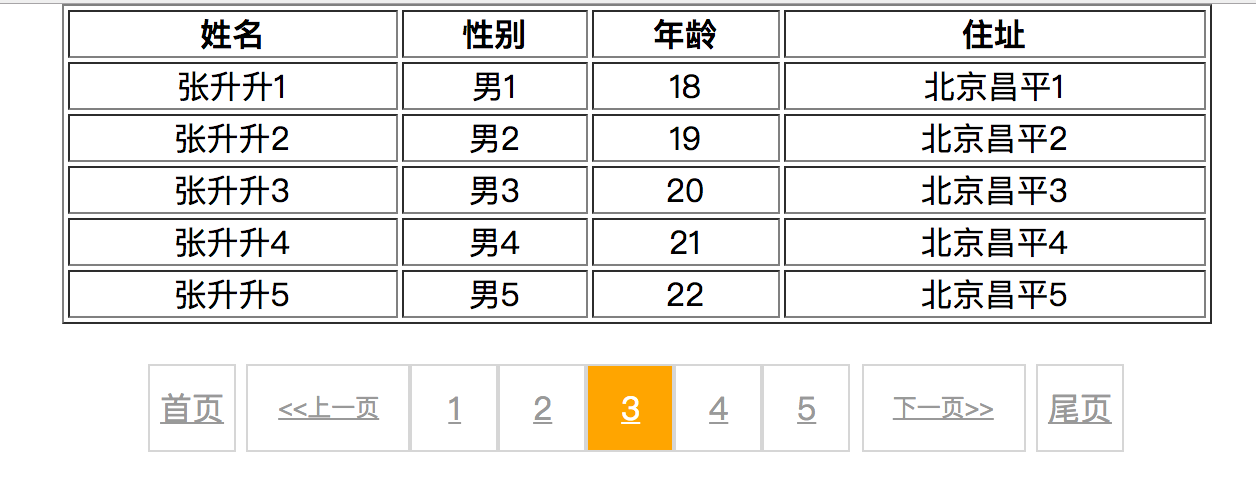 姓名 性别 年龄 住址
张升升1 男1 18 北京昌平1
张升升2 男2 19 北京昌平2
张升升3 男3 20 北京昌平3
张升升4 男4 21 北京昌平4
张升升5 男5 22 北京昌平5
首页 <<上一页 1 2 3 4 5 下一页>> 尾页